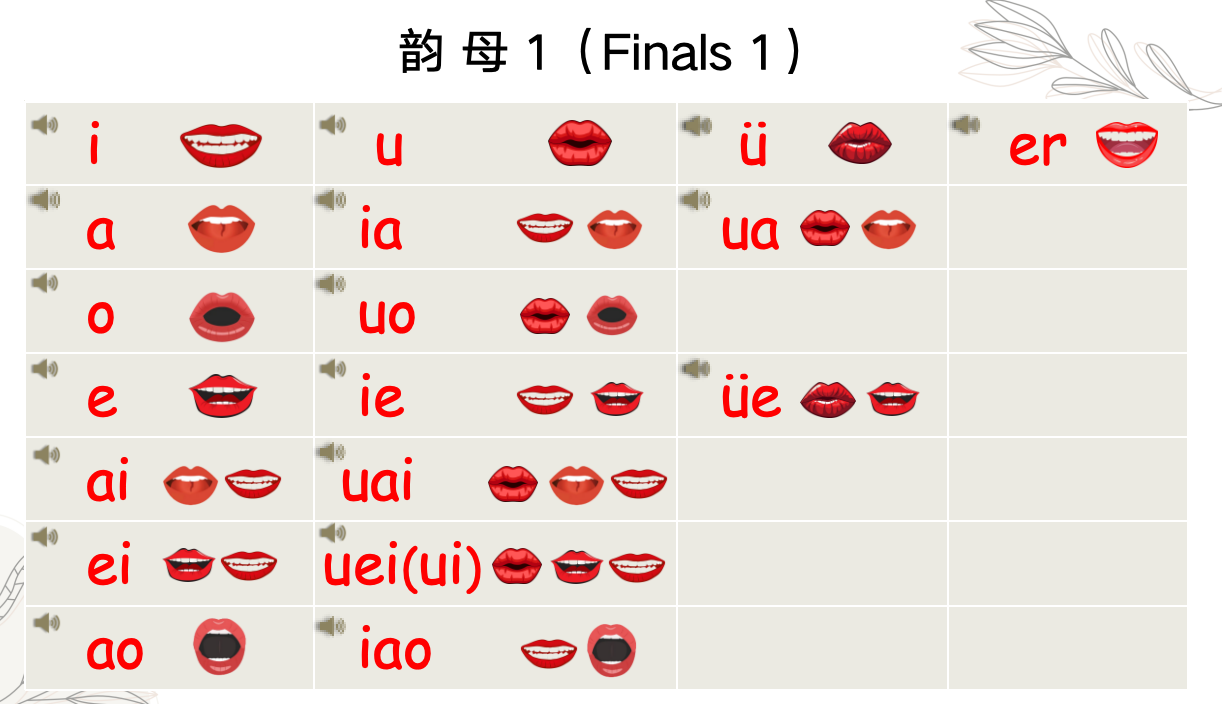 韵 母 1（Finals 1）
i u ü er
a ia ua
o uo
e ie üe
ai uai
ei uei(ui)
ao iao